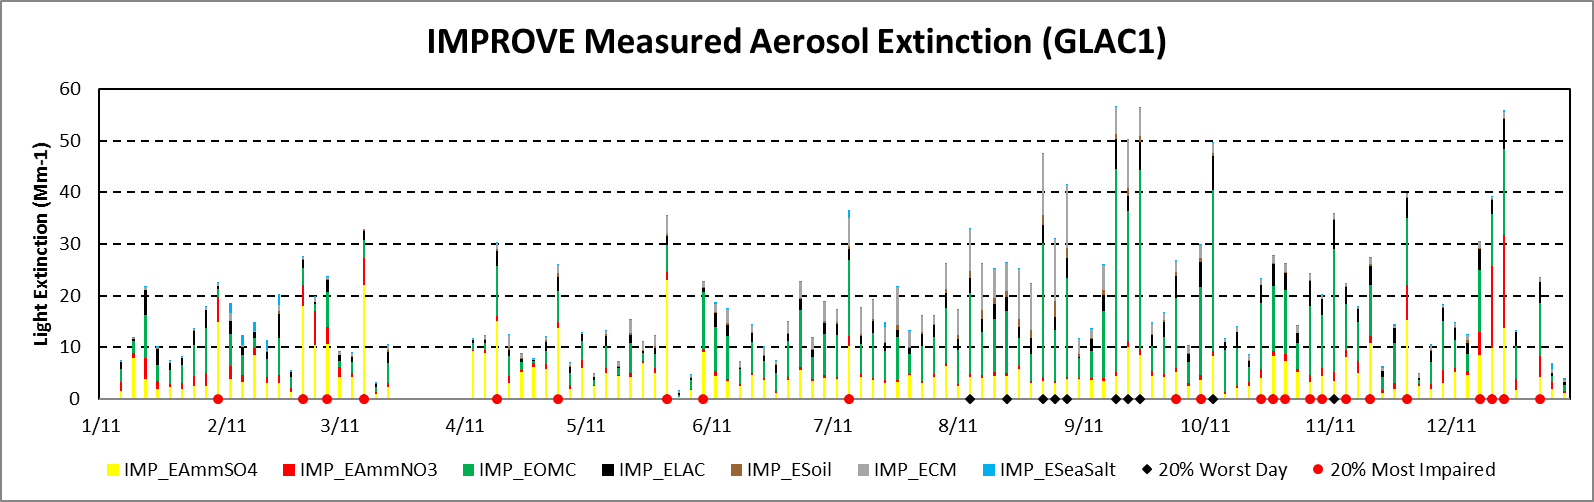 IMPROVE Measured Aerosol Extinction (GLAC1)
Light Extinction (Mm-1)
60
50
40
30
20
10
0
1/11 2/11 3/11 4/11 5/11 6/11 7/11 8/11 9/11 10/11 11/11 12/11
IMP_EAmmSO4 IMP_EAmmNO3 IMP_EOMC IMP_ELAC IMP_ESoil IMP_ECM IMP_ESeaSalt 20% Worst Day 20% Most Impaired